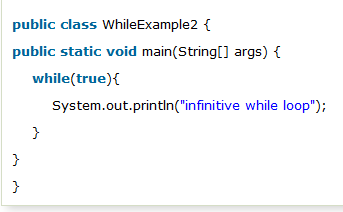 public class WhileExample2 {
public static void main(String[] args) {
while(true){
System.out.println("infinitive while loop");
}
}
}